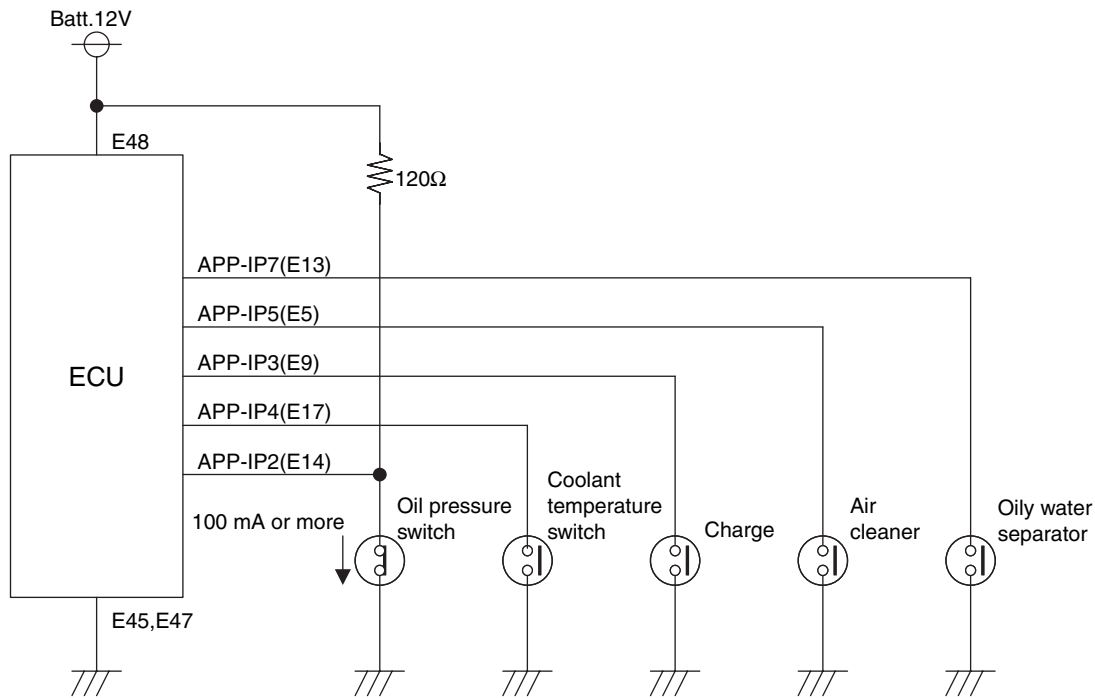 Batt.12V
E48
120Ω
APP-IP7(E13)
APP-IP5(E5)
ECU
APP-IP3(E9)
APP-IP4(E17)
APP-IP2(E14)
100 mA or more
Oil pressure
switch
Coolant
temperature
switch
Charge
Air
cleaner
Oily water
separator
E45,E47